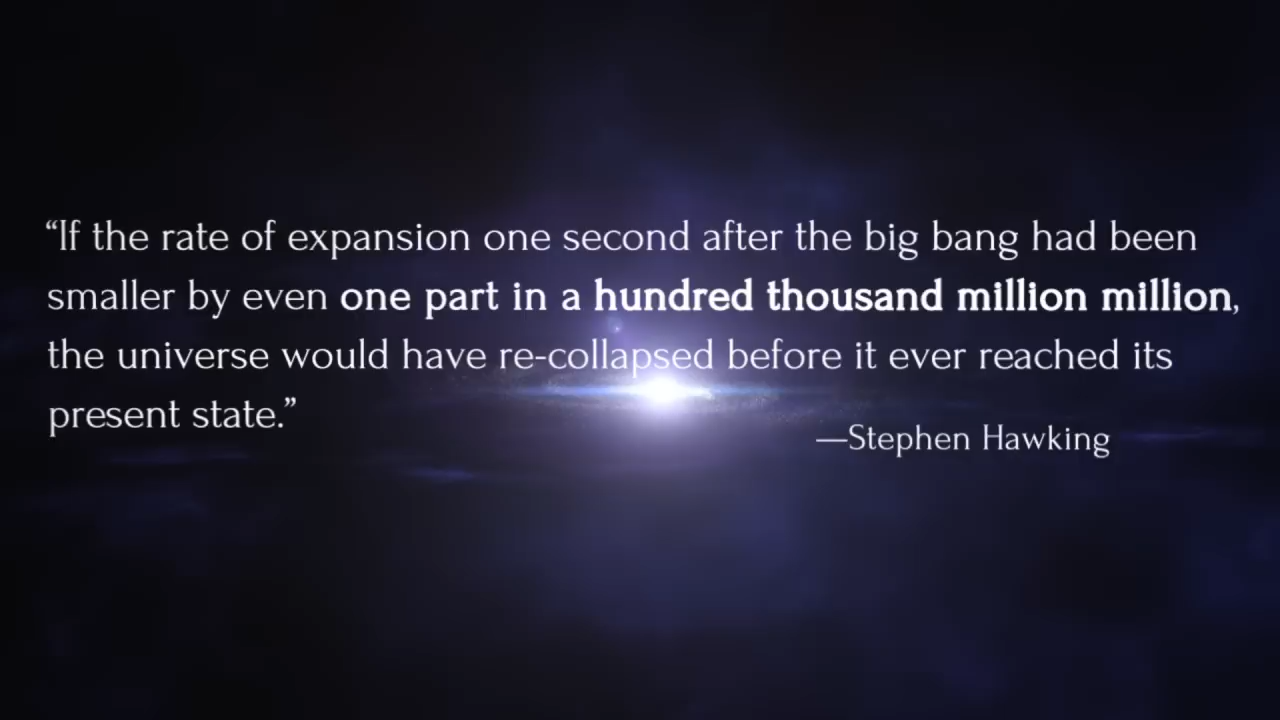 “If the rate of expansion one second after the big bang had been
smaller by even one part in a hundred thousand million million,
the universe would have re-collapsed before it ever reached its
present state.”
—Stephen Hawking